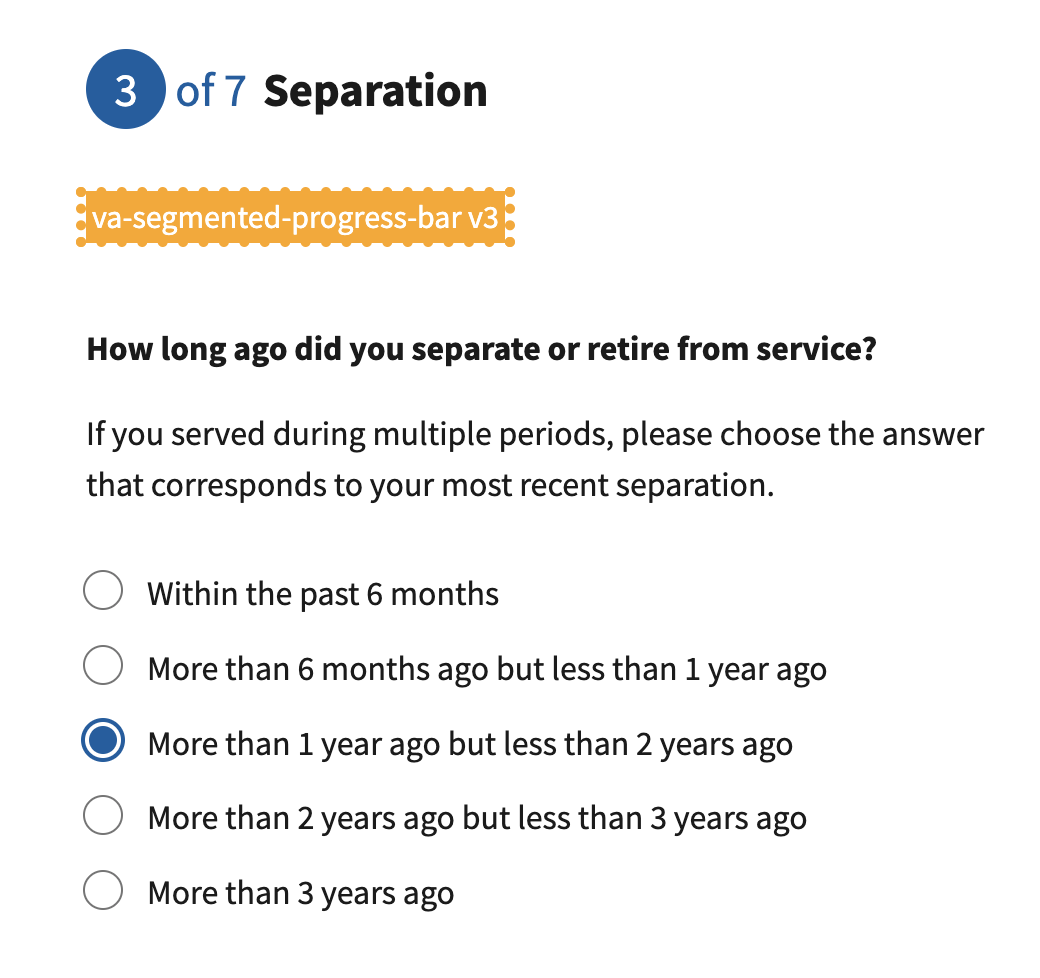 3 of 7 Separation
va-segmented-progress-bar v3
How long ago did you separate or retire from service?
If you served during multiple periods, please choose the answer
that corresponds to your most recent separation.
Within the past 6 months
More than 6 months ago but less than 1 year ago
More than 1 year ago but less than 2 years ago
More than 2 years ago but less than 3 years ago
More than 3 years ago